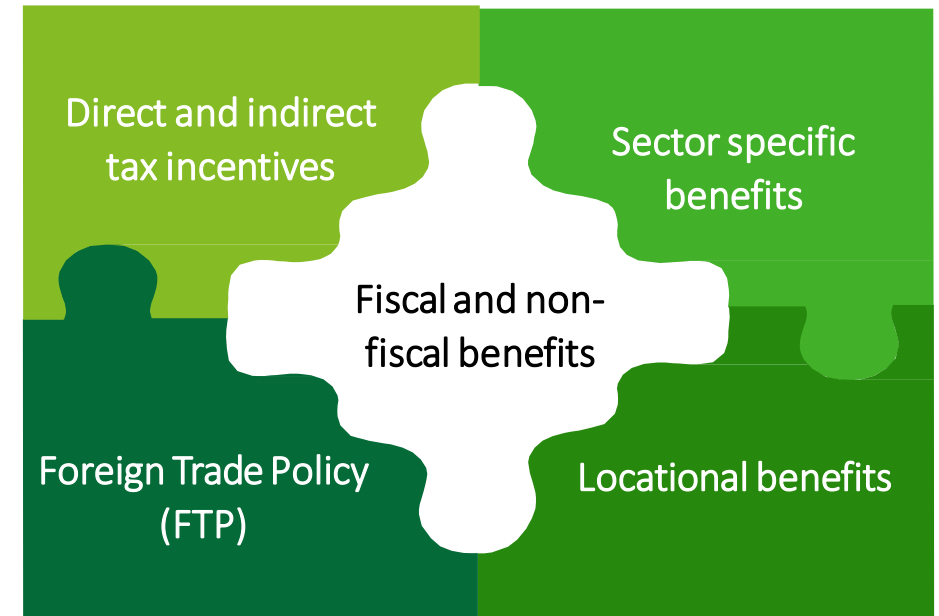 Direct and indirect
tax incentives
Sector specific
benefits
Fiscal and non-
fiscal benefits
Foreign Trade Policy
(FTP)
Locational benefits